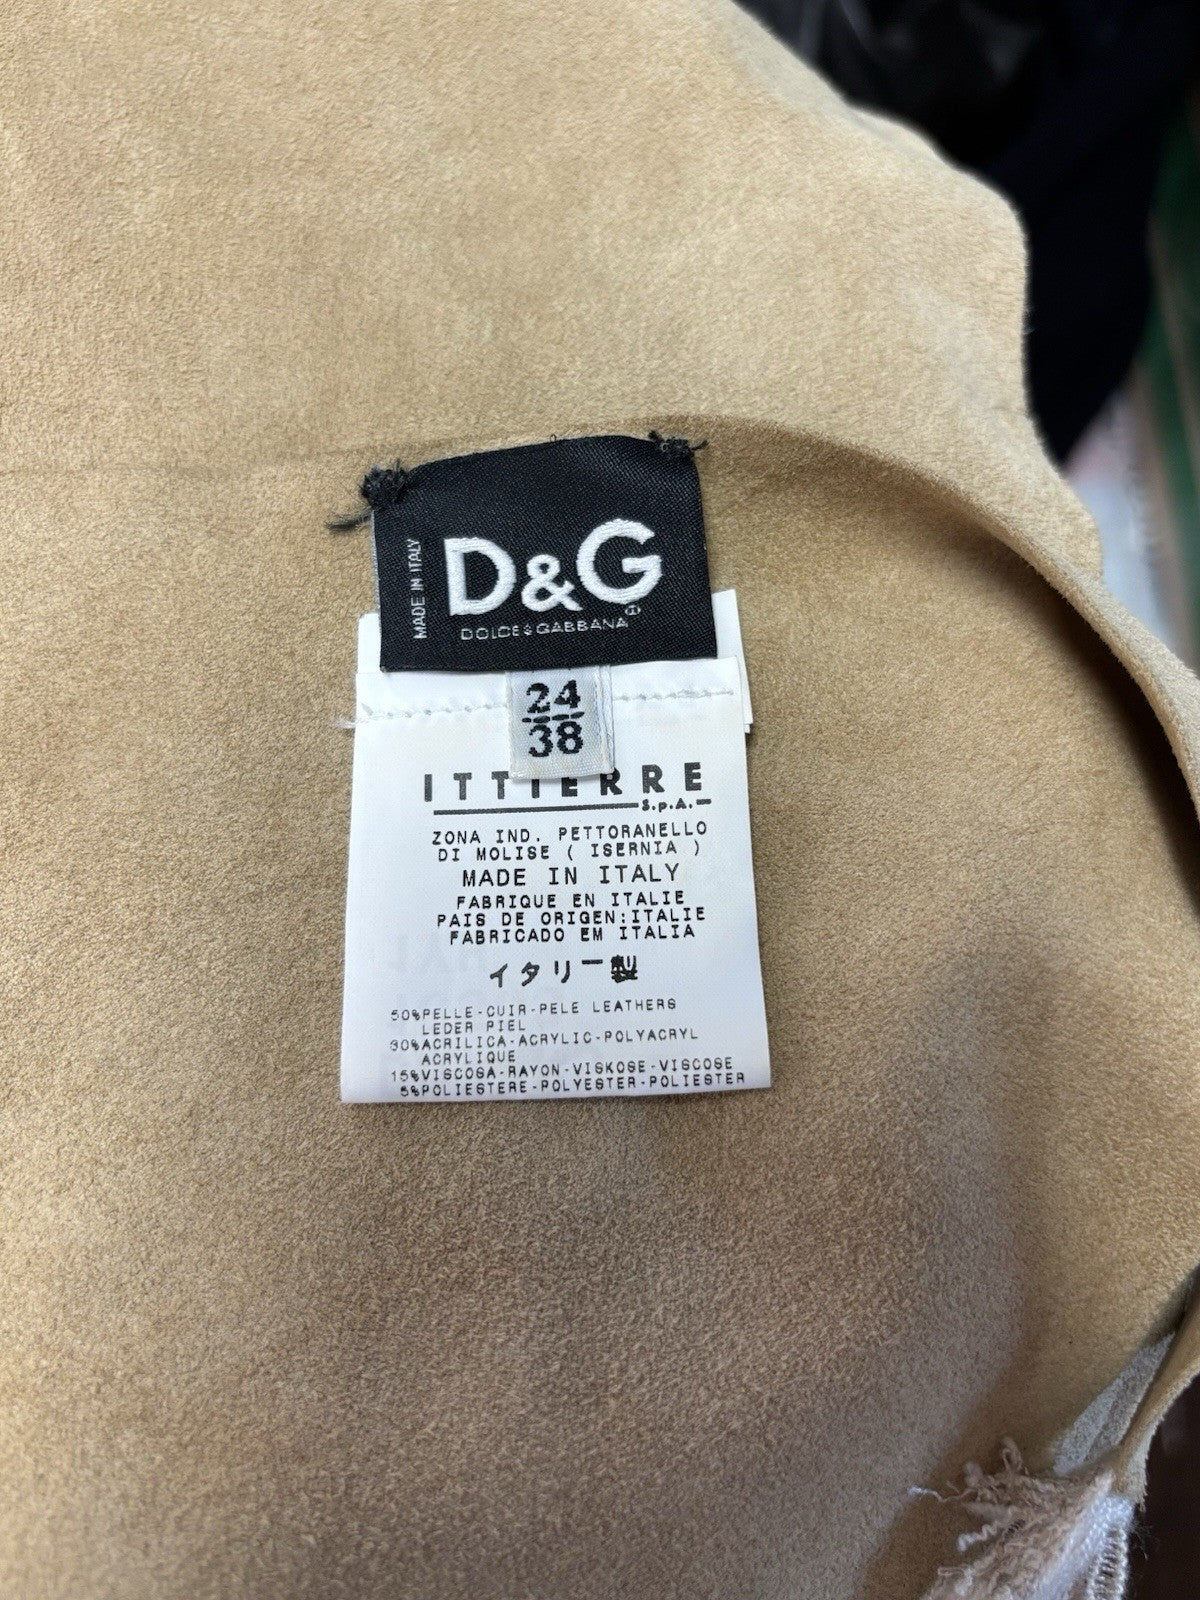 MADE IN ITALY
D&G
DOLCE&GABBANA
24
38
ITTIERRE
S.p.A.
ZONA IND. PETTORANELLO
DI MOLISE ( ISERNIA )
MADE IN ITALY
FABRIQUE EN ITALIE
PAIS DE ORIGEN:ITALIE
FABRICADO EM ITALIA
イタリー製
50%PELLE-CUIR-PELE LEATHERS
LEDER PIEL
30%ACRILICA-ACRYLIC-POLYACRYL
ACRYLIQUE
15%VISCOSA-RAYON-VISKOSE-VISCOSE
5%POLIESTERE-POLYESTER-POLIESTER